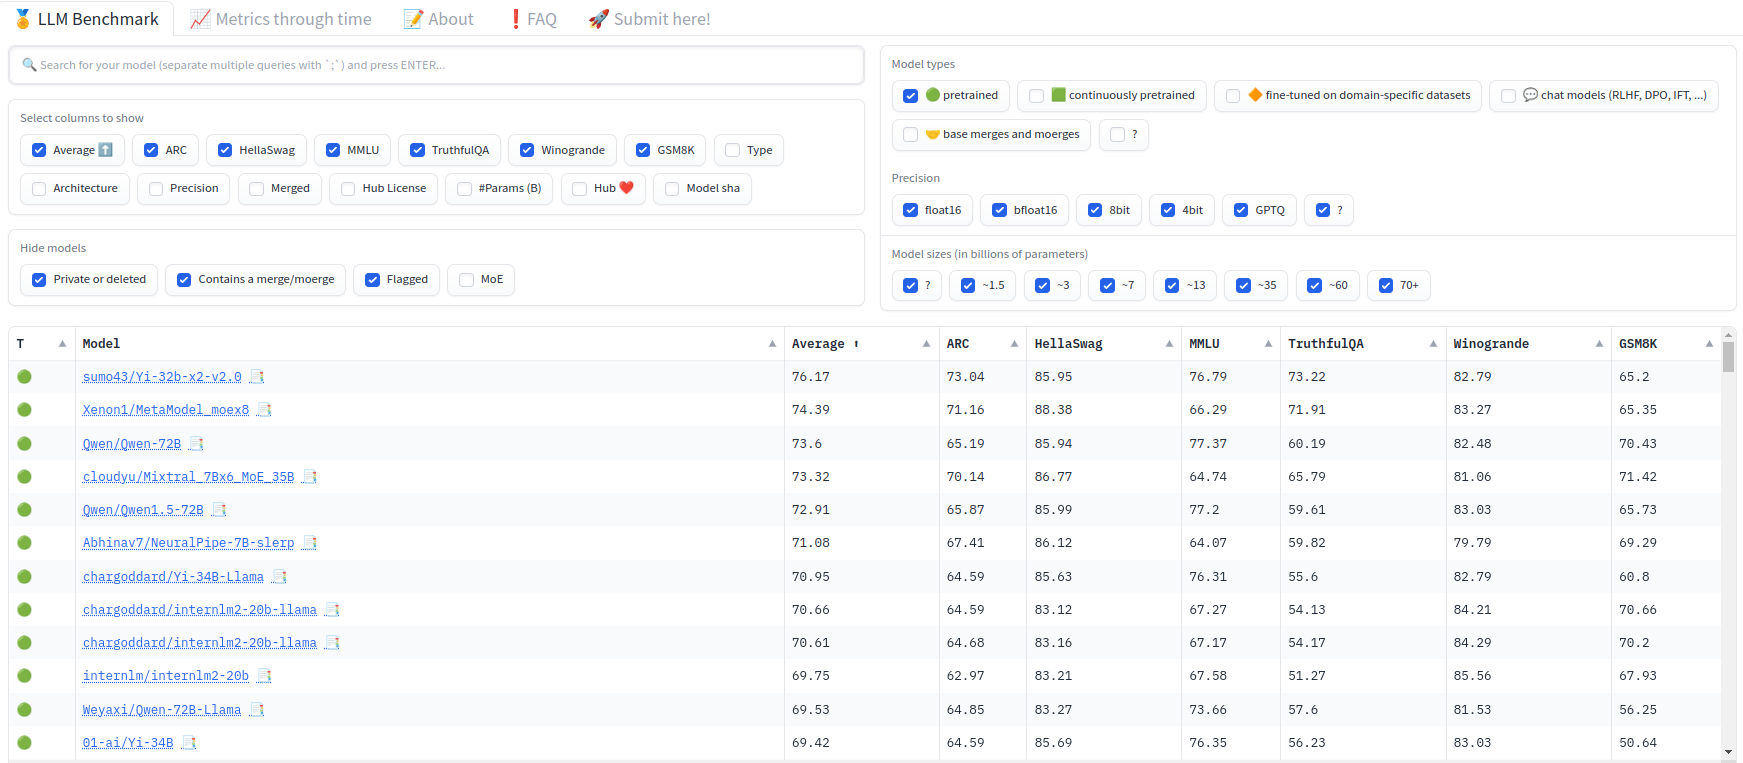 🏅 LLM Benchmark 📈 Metrics through time 📝 About ❗ FAQ 🚀 Submit here!
🔍 Search for your model (separate multiple queries with `;`) and press ENTER...
Select columns to show
Average ⬆️ ARC HellaSwag MMLU TruthfulQA Winogrande GSM8K Type
Architecture Precision Merged Hub License #Params (B) Hub ❤️ Model sha
Hide models
Private or deleted Contains a merge/moerge Flagged MoE
Model types
🟢 pretrained 🟩 continuously pretrained 🔶 fine-tuned on domain-specific datasets 💬 chat models (RLHF, DPO, IFT, ...)
🤝 base merges and moerges ?
Precision
float16 bfloat16 8bit 4bit GPTQ ?
Model sizes (in billions of parameters)
? ~1.5 ~3 ~7 ~13 ~35 ~60 70+
T Model Average ⬆ ARC HellaSwag MMLU TruthfulQA Winogrande GSM8K
🟢 sumo43/Yi-32b-x2-v2.0 📑 76.17 73.04 85.95 76.79 73.22 82.79 65.2
🟢 Xenon1/MetaModel_moex8 📑 74.39 71.16 88.38 66.29 71.91 83.27 65.35
🟢 Qwen/Qwen-72B 📑 73.6 65.19 85.94 77.37 60.19 82.48 70.43
🟢 cloudyu/Mixtral_7Bx6_MoE_35B 📑 73.32 70.14 86.77 64.74 65.79 81.06 71.42
🟢 Qwen/Qwen1.5-72B 📑 72.91 65.87 85.99 77.2 59.61 83.03 65.73
🟢 Abhinav7/NeuralPipe-7B-slerp 📑 71.08 67.41 86.12 64.07 59.82 79.79 69.29
🟢 chargoddard/Yi-34B-Llama 📑 70.95 64.59 85.63 76.31 55.6 82.79 60.8
🟢 chargoddard/internlm2-20b-llama 📑 70.66 64.59 83.12 67.27 54.13 84.21 70.66
🟢 chargoddard/internlm2-20b-llama 📑 70.61 64.68 83.16 67.17 54.17 84.29 70.2
🟢 internlm/internlm2-20b 📑 69.75 62.97 83.21 67.58 51.27 85.56 67.93
🟢 Weyaxi/Qwen-72B-Llama 📑 69.53 64.85 83.27 73.66 57.6 81.53 56.25
🟢 01-ai/Yi-34B 📑 69.42 64.59 85.69 76.35 56.23 83.03 50.64